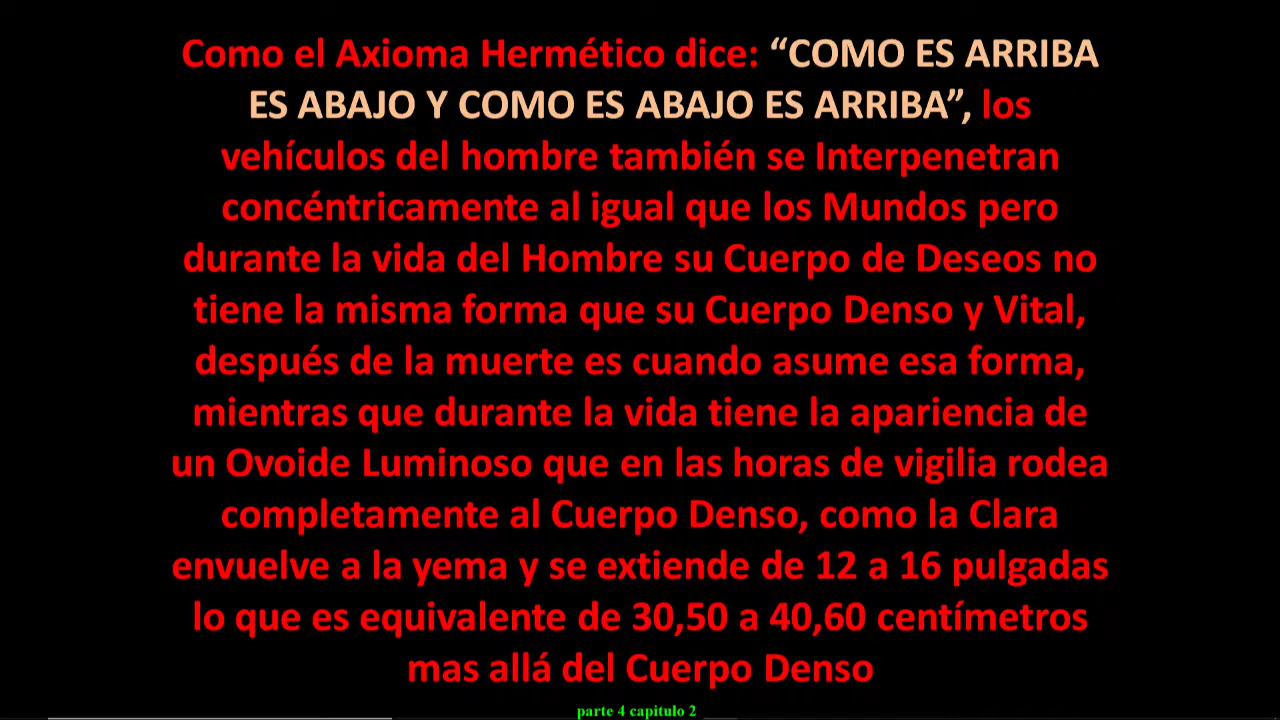 Como el Axioma Hermético dice: “COMO ES ARRIBA
ES ABAJO Y COMO ES ABAJO ES ARRIBA”, los
vehículos del hombre también se Interpenetran
concéntricamente al igual que los Mundos pero
durante la vida del Hombre su Cuerpo de Deseos no
tiene la misma forma que su Cuerpo Denso y Vital,
después de la muerte es cuando asume esa forma,
mientras que durante la vida tiene la apariencia de
un Ovoide Luminoso que en las horas de vigilia rodea
completamente al Cuerpo Denso, como la Clara
envuelve a la yema y se extiende de 12 a 16 pulgadas
lo que es equivalente de 30,50 a 40,60 centímetros
mas allá del Cuerpo Denso
parte 4 capitulo 2